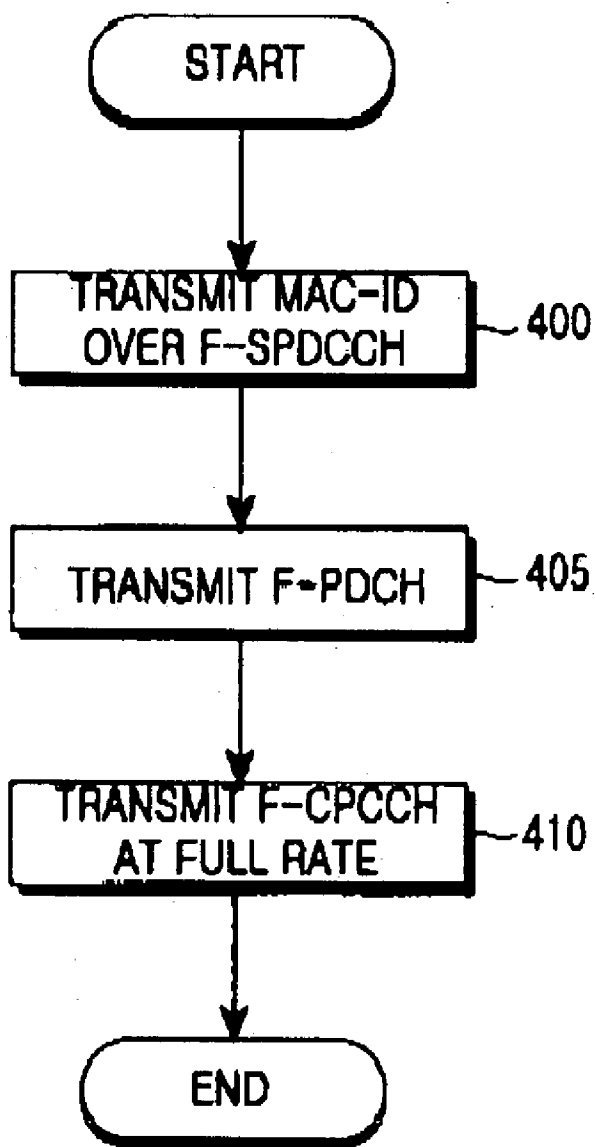 START
TRANSMIT MAC-ID
OVER F-SPDCCH
400
TRANSMIT F-PDCH
405
TRANSMIT F-CPCCH
AT FULL RATE
410
END